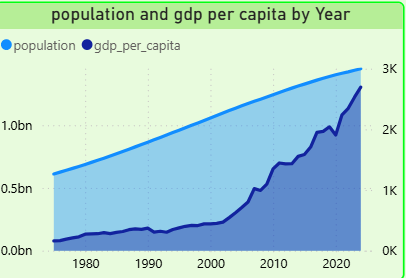 population and gdp per capita by Year
population gdp_per_capita
3K
1.0bn
2K
0.5bn
1K
0.0bn
0K
1980 1990 2000 2010 2020